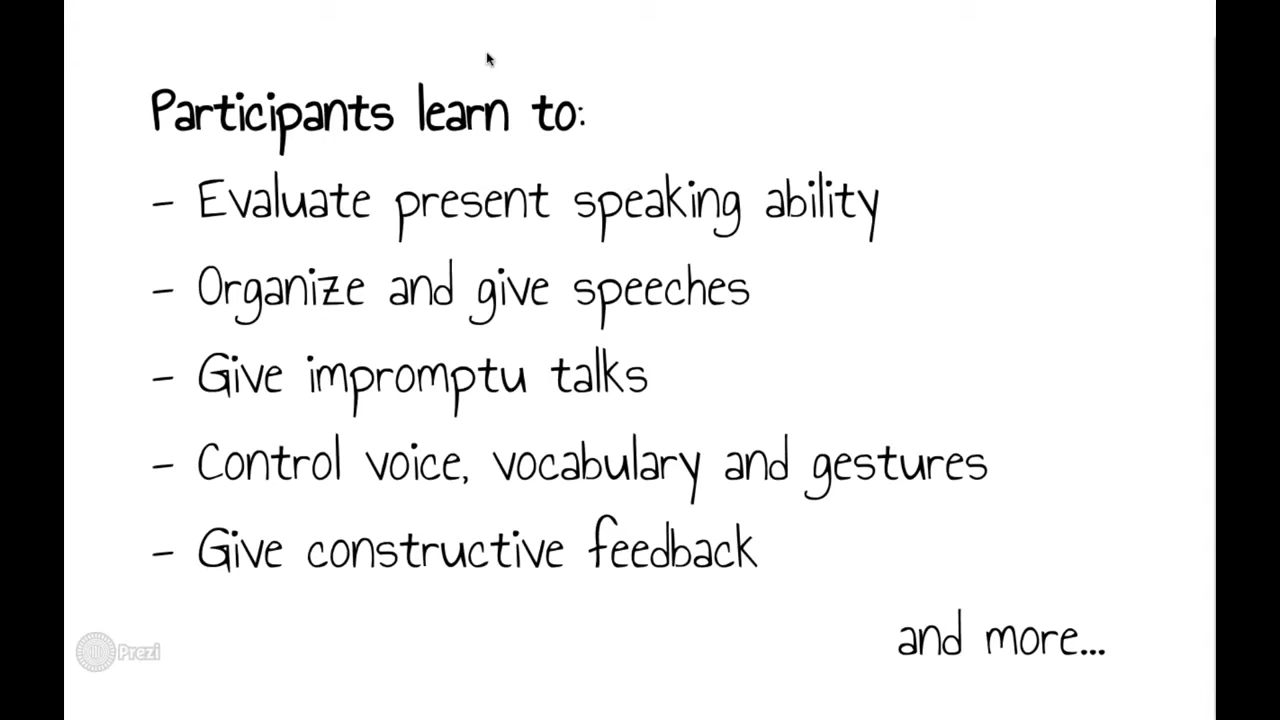 Participants learn to:
- Evaluate present speaking ability
- Organize and give speeches
- Give impromptu talks
- Control voice, vocabulary and gestures
- Give constructive feedback
and more...
Prezi